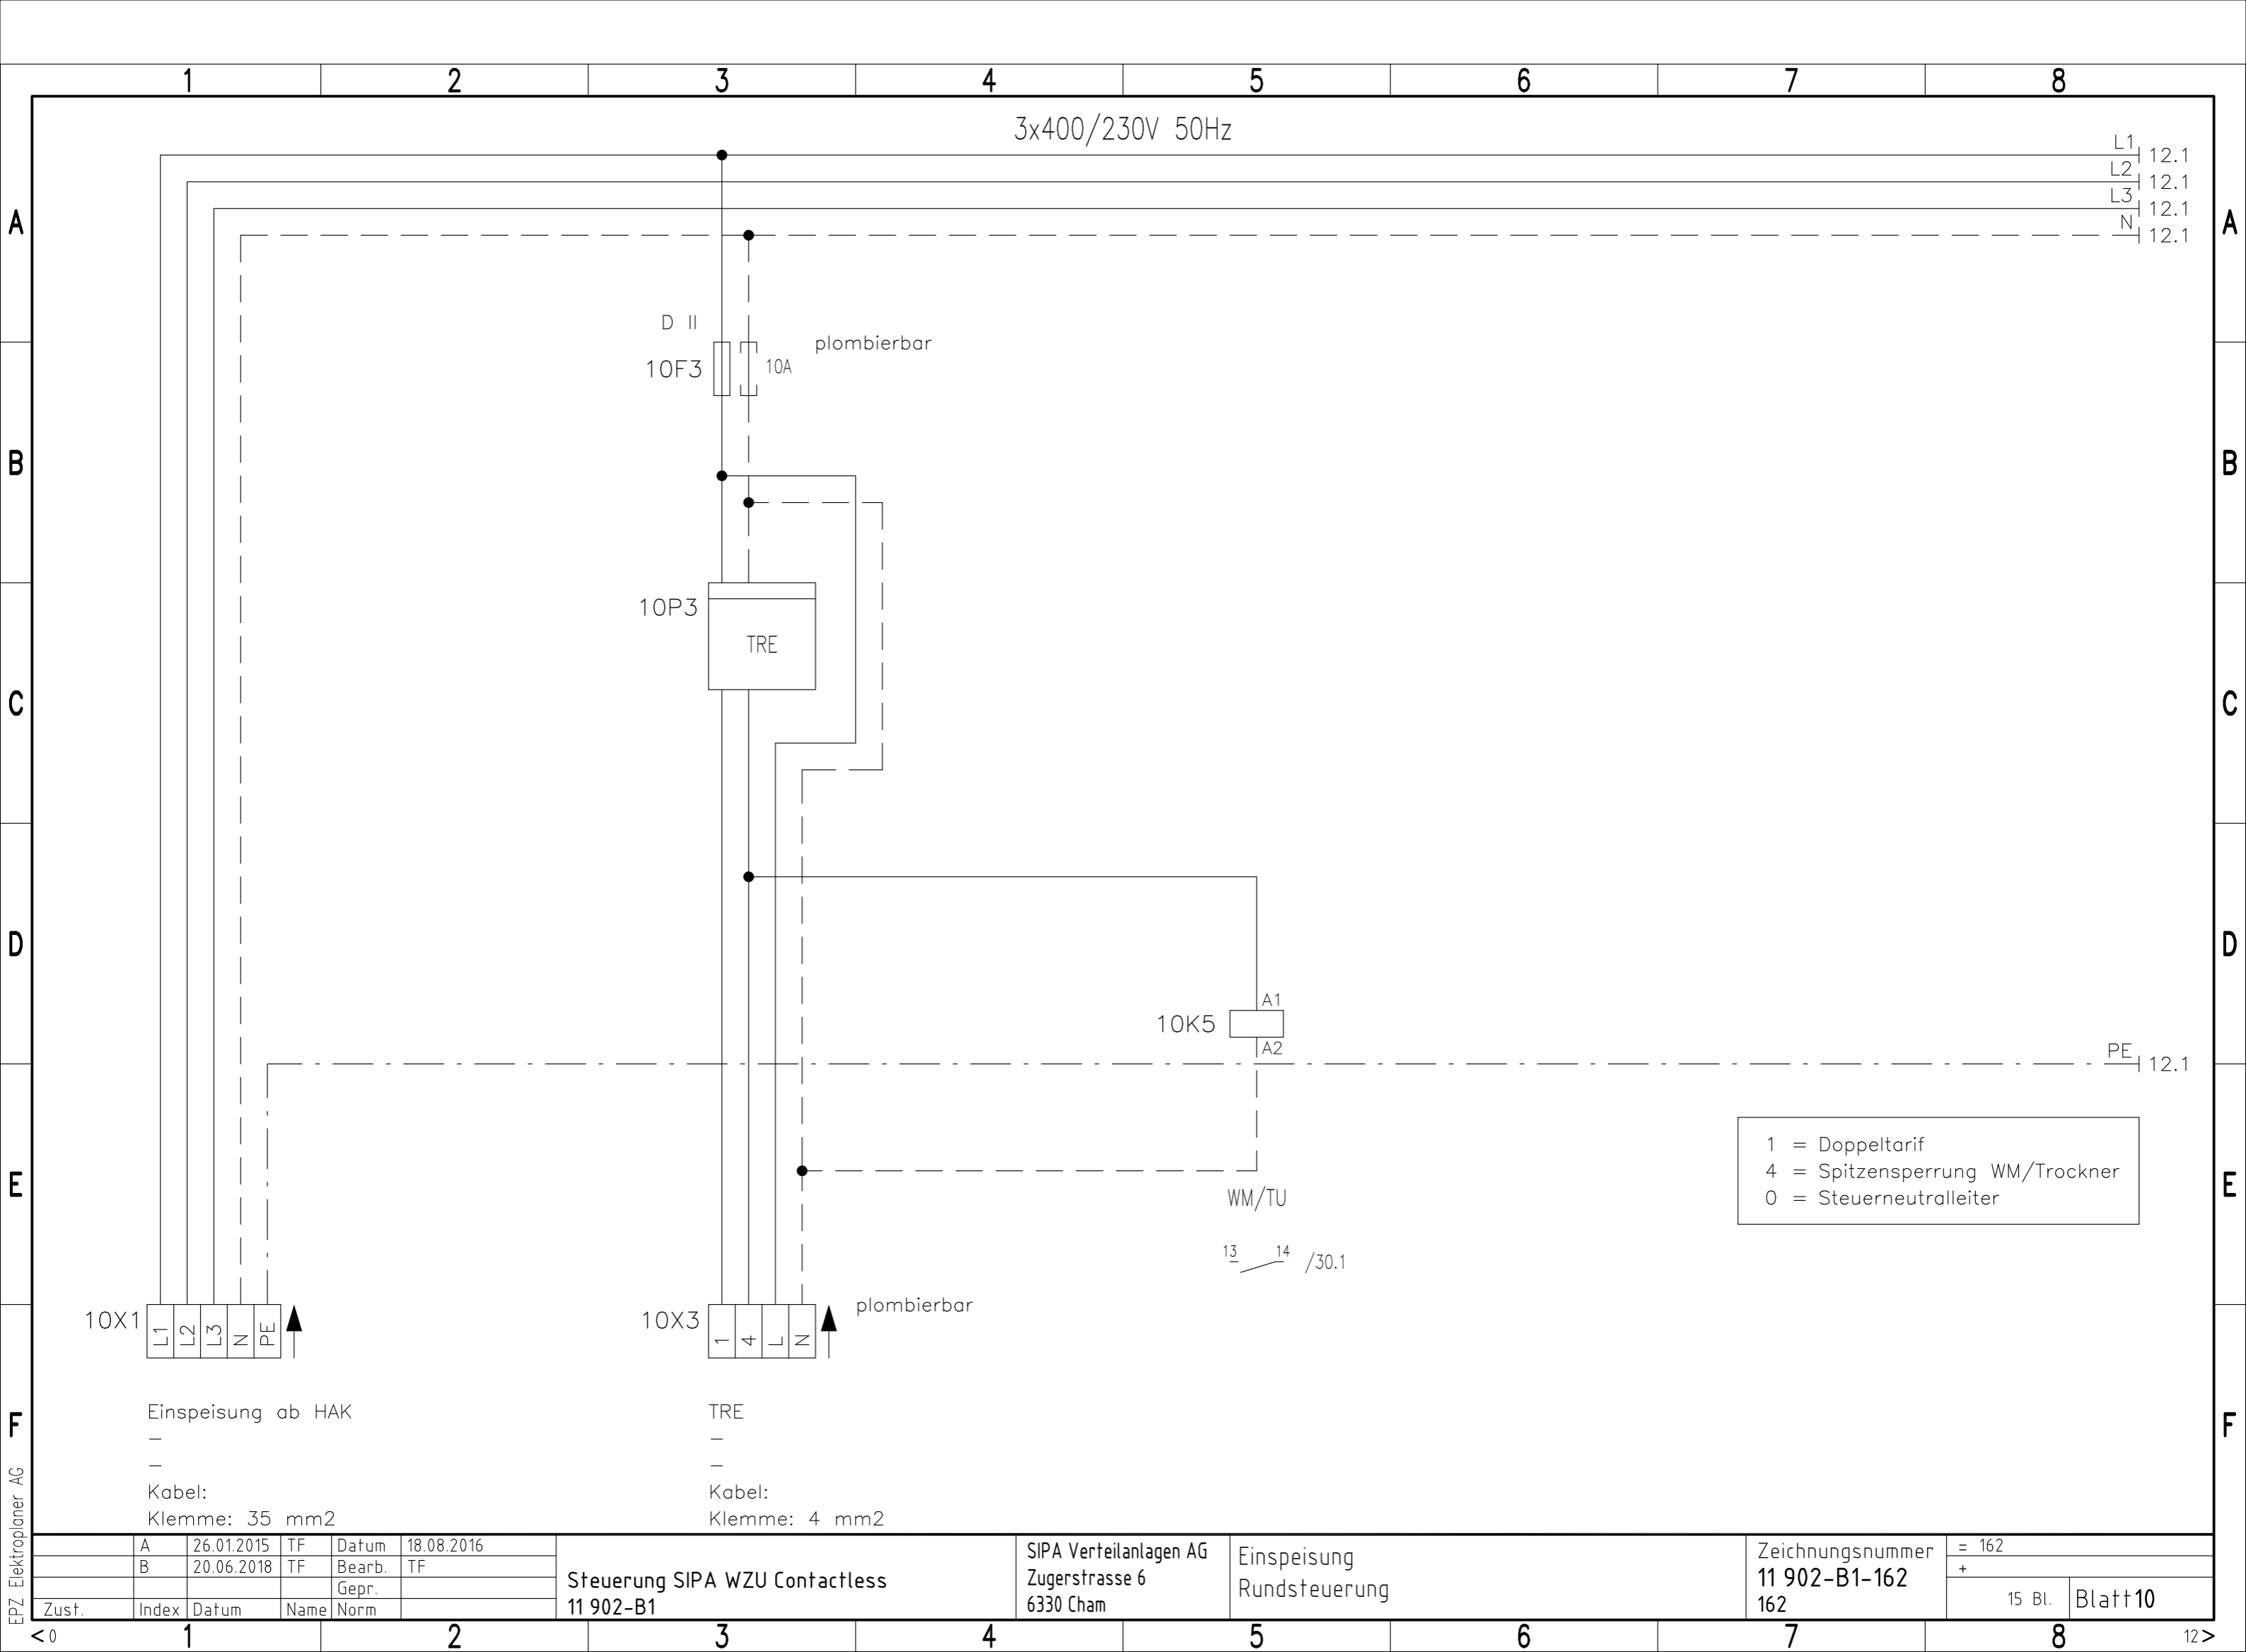 1 2 3 4 5 6 7 8
3x400/230V 50Hz
L1 12.1
L2 12.1
L3 12.1
N 12.1
A A
D II
plombierbar
10F3 10A
B B
10P3
TRE
C C
D D
A1
10K5
A2
PE 12.1
1 = Doppeltarif
4 = Spitzensperrung WM/Trockner
0 = Steuerneutralleiter
E E
WM/TU
13 14 /30.1
10X1 L1 L2 L3 N PE
10X3 1 4 L N
plombierbar
Einspeisung ab HAK
–
–
Kabel:
Klemme: 35 mm2
TRE
–
–
Kabel:
Klemme: 4 mm2
F F
EPZ Elektroplaner AG
A 26.01.2015 TF Datum 18.08.2016
B 20.06.2018 TF Bearb. TF
Gepr.
Zust. Index Datum Name Norm
Steuerung SIPA WZU Contactless
11 902-B1
SIPA Verteilanlagen AG
Zugerstrasse 6
6330 Cham
Einspeisung
Rundsteuerung
Zeichnungsnummer
11 902-B1-162
162
= 162
+
15 Bl. Blatt10
<0 1 2 3 4 5 6 7 8 12>